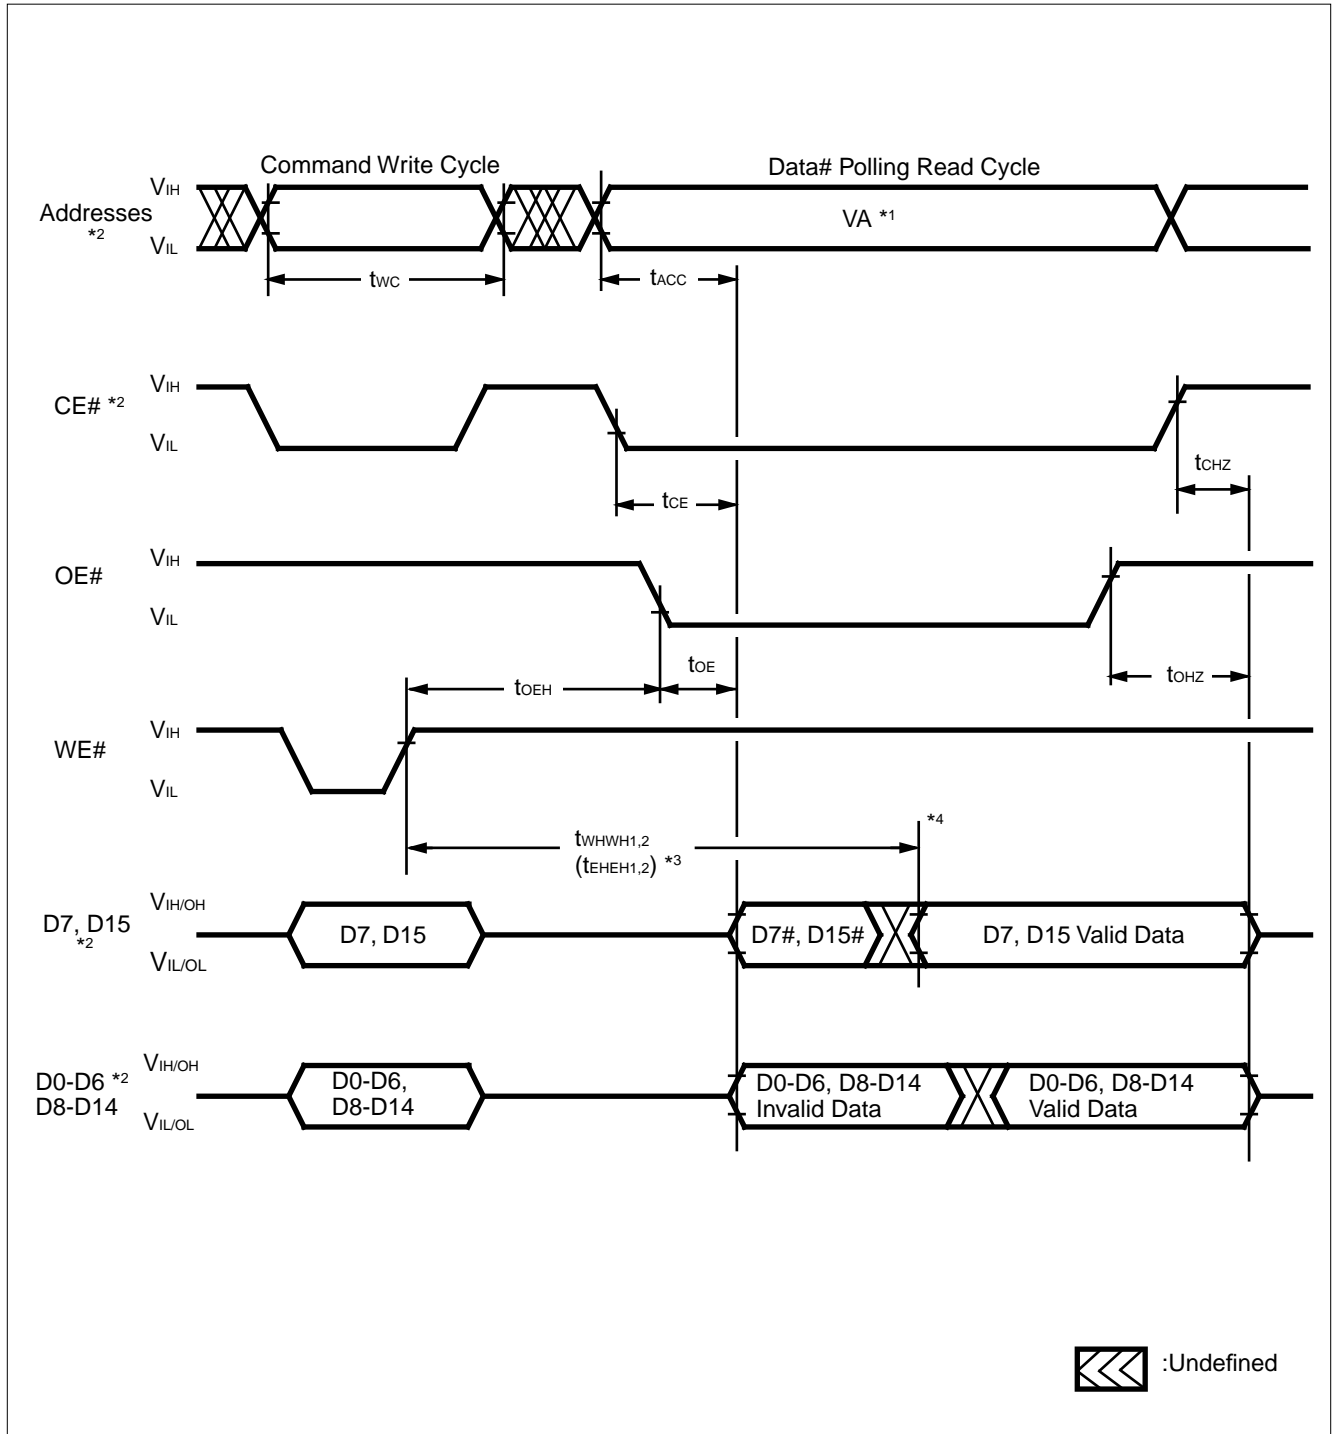 Command Write Cycle
Data# Polling Read Cycle
VIH
Addresses
*2
VIL
VA *1
tWC
tACC
VIH
CE# *2
VIL
tCHZ
tCE
VIH
OE#
VIL
tOE
tOEH
tOHZ
VIH
WE#
VIL
*4
tWHWH1,2
(tEHEH1,2) *3
VIH/OH
D7, D15
*2
VIL/OL
D7, D15
D7#, D15#
D7, D15 Valid Data
VIH/OH
D0-D6 *2
D8-D14
VIL/OL
D0-D6,
D8-D14
D0-D6, D8-D14
Invalid Data
D0-D6, D8-D14
Valid Data
:Undefined